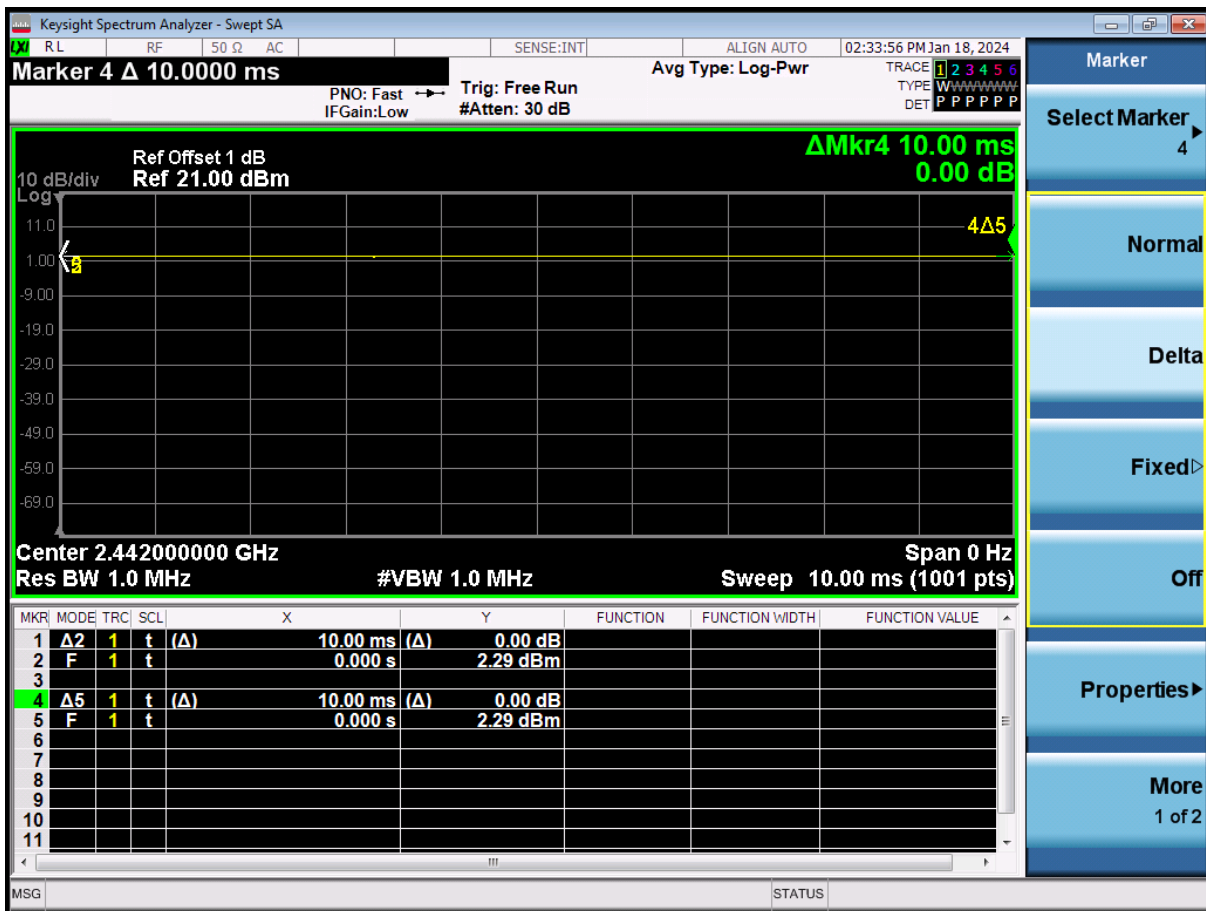 Keysight Spectrum Analyzer - Swept SA
LXI RL RF 50 Ω AC SENSE:INT ALIGN AUTO 02:33:56 PM Jan 18, 2024
Marker 4 Δ 10.0000 ms
PNO: Fast
IFGain:Low
Trig: Free Run
#Atten: 30 dB
Avg Type: Log-Pwr
TRACE 1 2 3 4 5 6
TYPE WWWWWW
DET P P P P P P
ΔMkr4 10.00 ms
0.00 dB
Ref Offset 1 dB
10 dB/div Ref 21.00 dBm
Log
11.0
1.00
-9.00
-19.0
-29.0
-39.0
-49.0
-59.0
-69.0
4Δ5
Center 2.442000000 GHz Span 0 Hz
Res BW 1.0 MHz #VBW 1.0 MHz Sweep 10.00 ms (1001 pts)
MKR MODE TRC SCL X Y FUNCTION FUNCTION WIDTH FUNCTION VALUE
1 Δ2 1 t (Δ) 10.00 ms (Δ) 0.00 dB
2 F 1 t 0.000 s 2.29 dBm
3
4 Δ5 1 t (Δ) 10.00 ms (Δ) 0.00 dB
5 F 1 t 0.000 s 2.29 dBm
6
7
8
9
10
11
MSG STATUS
Marker
Select Marker
4
Normal
Delta
Fixed
Off
Properties
More
1 of 2